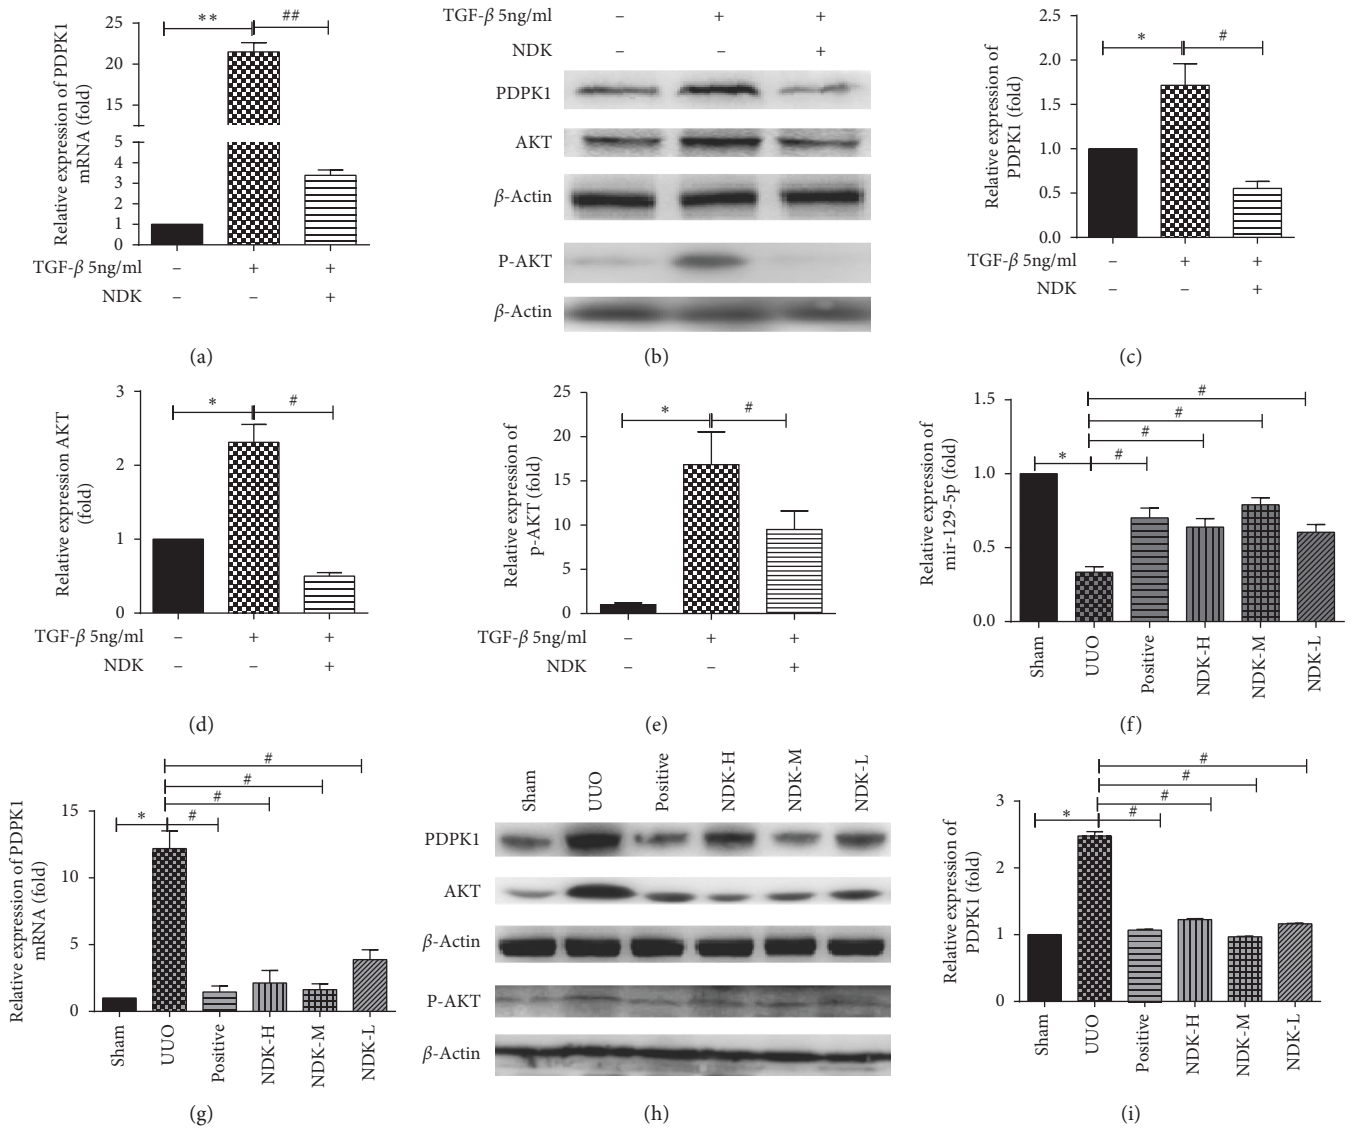 Relative expression of PDPK1
mRNA (fold)
25
20
15
5
4
3
2
1
0
**
##
TGF-β 5ng/ml – + +
NDK – – +
(a)
TGF-β 5ng/ml – + +
NDK – – +
PDPK1
AKT
β-Actin
P-AKT
β-Actin
(b)
Relative expression of
PDPK1 (fold)
2.5
2.0
1.5
1.0
0.5
0.0
*
#
TGF-β 5ng/ml – + +
NDK – – +
(c)
Relative expression AKT
(fold)
3
2
1
0
*
#
TGF-β 5ng/ml – + +
NDK – – +
(d)
Relative expression of
p-AKT (fold)
25
20
15
10
5
0
*
#
TGF-β 5ng/ml – + +
NDK – – +
(e)
Relative expression of
mir-129-5p (fold)
1.5
1.0
0.5
0.0
#
#
#
* #
Sham UUO Positive NDK-H NDK-M NDK-L
(f)
Relative expression of PDPK1
mRNA (fold)
15
10
5
0
#
#
#
* #
Sham UUO Positive NDK-H NDK-M NDK-L
(g)
Sham UUO Positive NDK-H NDK-M NDK-L
PDPK1
AKT
β-Actin
P-AKT
β-Actin
(h)
Relative expression of
PDPK1 (fold)
3
2
1
0
#
#
#
* #
Sham UUO Positive NDK-H NDK-M NDK-L
(i)